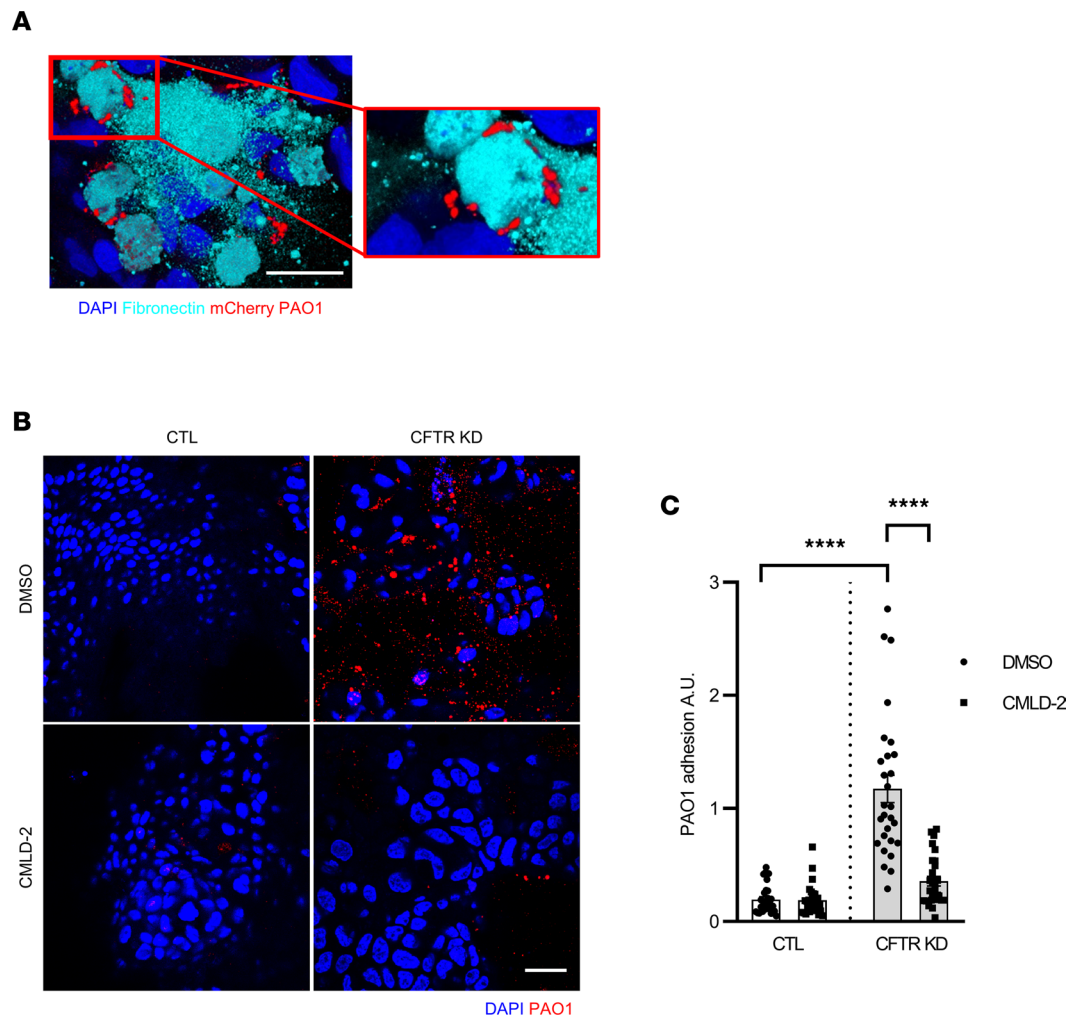 A
DAPI Fibronectin mCherry PAO1
B
CTL CFTR KD
DMSO
CMLD-2
DAPI PAO1
C
****
****
PAO1 adhesion A.U.
3
2
1
0
CTL CFTR KD
DMSO
CMLD-2